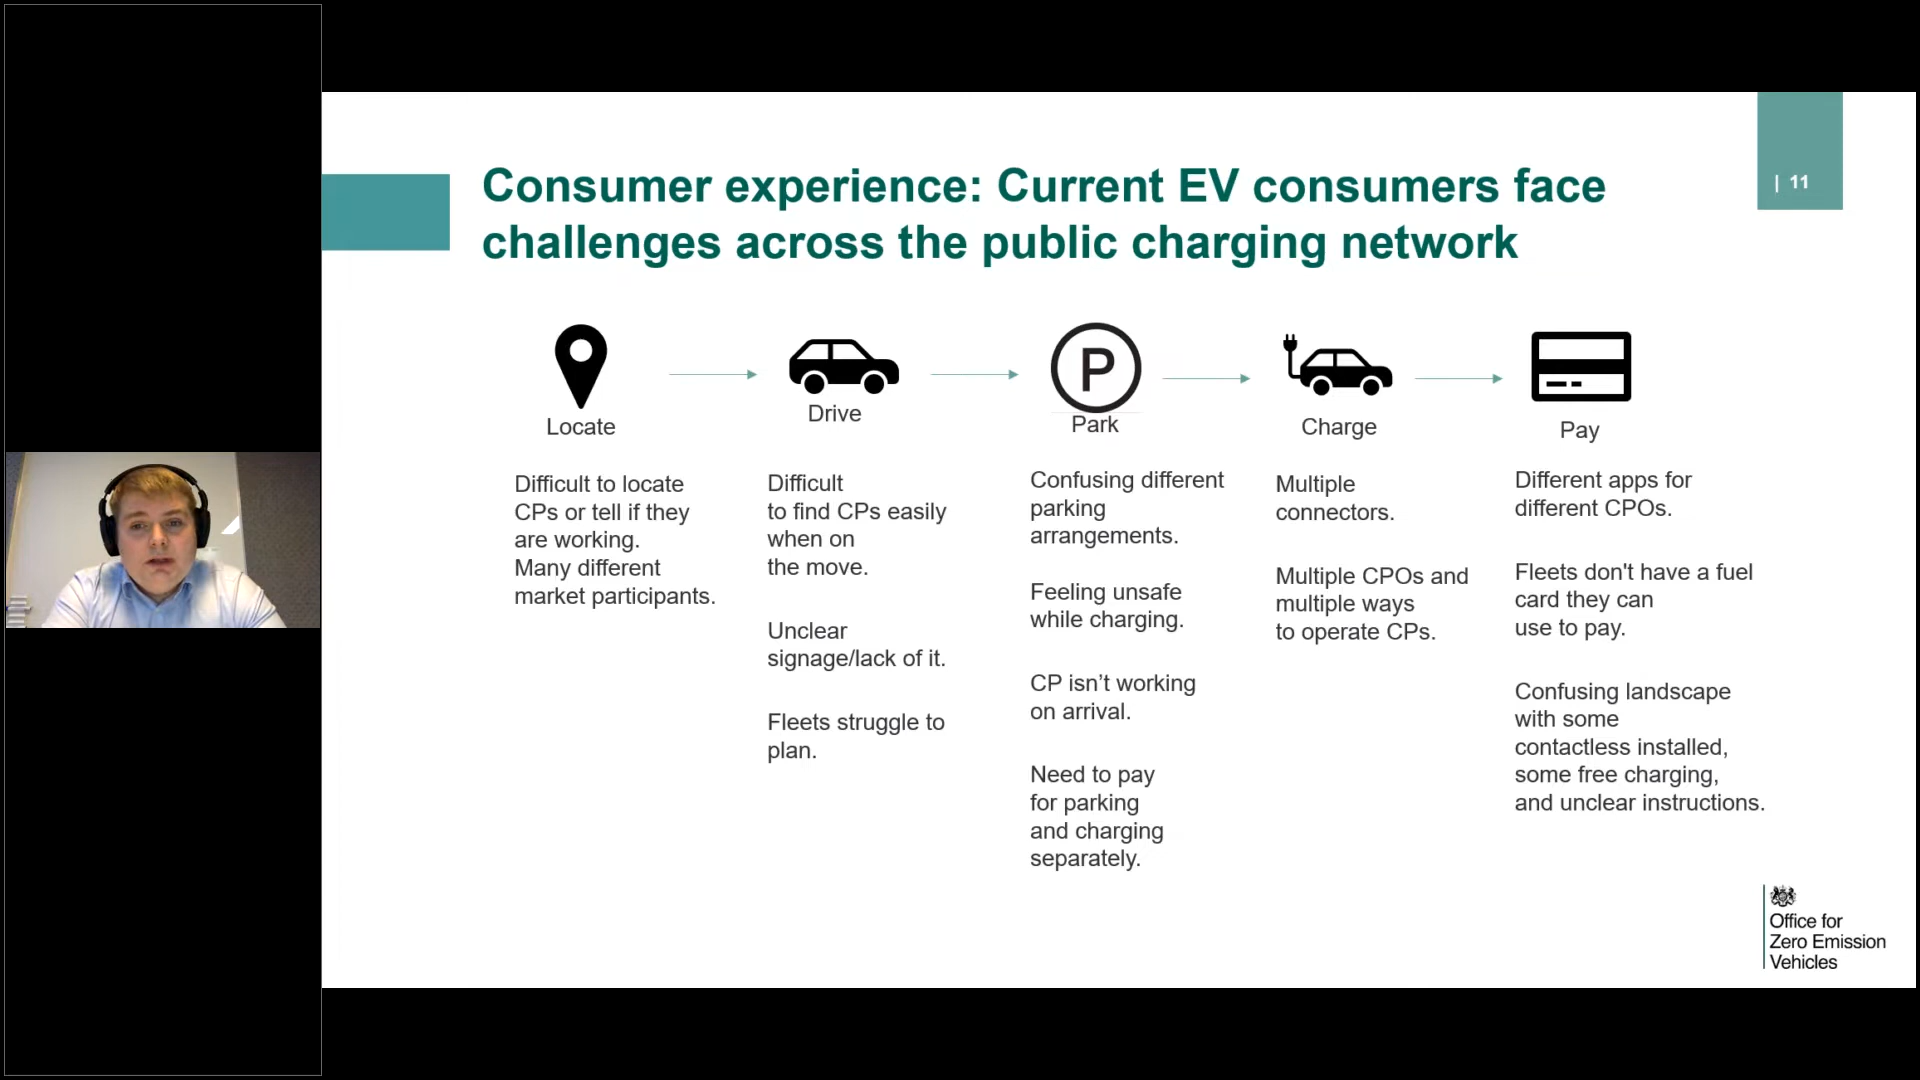 Consumer experience: Current EV consumers face
challenges across the public charging network
| 11
Locate
Drive
P
Park
Charge
Pay
Difficult to locate
CPs or tell if they
are working.
Many different
market participants.
Difficult
to find CPs easily
when on
the move.
Unclear
signage/lack of it.
Fleets struggle to
plan.
Confusing different
parking
arrangements.
Feeling unsafe
while charging.
CP isn’t working
on arrival.
Need to pay
for parking
and charging
separately.
Multiple
connectors.
Multiple CPOs and
multiple ways
to operate CPs.
Different apps for
different CPOs.
Fleets don't have a fuel
card they can
use to pay.
Confusing landscape
with some
contactless installed,
some free charging,
and unclear instructions.
Office for
Zero Emission
Vehicles